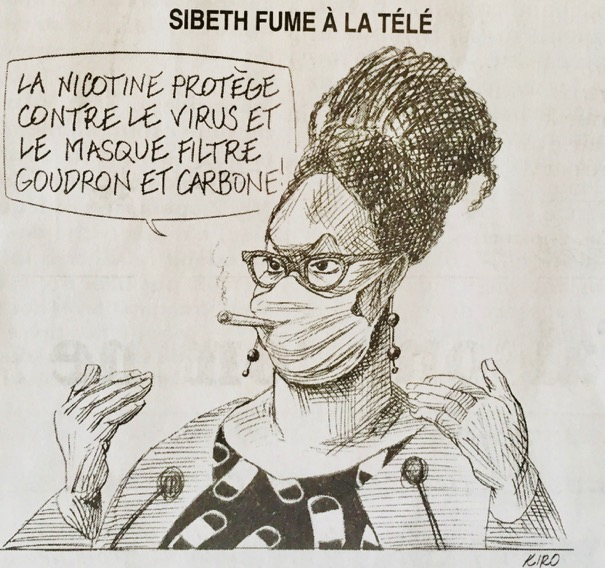 SIBETH FUME À LA TÉLÉ
LA NICOTINE PROTÈGE
CONTRE LE VIRUS ET
LE MASQUE FILTRE
GOUDRON ET CARBONE!
KIRO